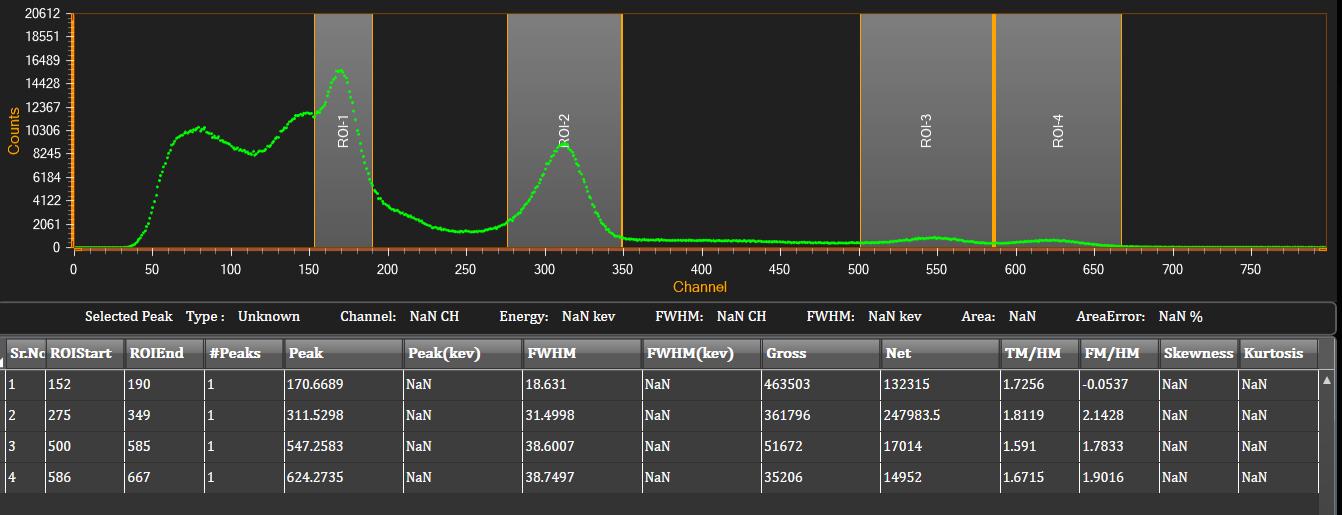 20612
18551
16489
14428
12367
10306
8245
6184
4122
2061
0
Counts
ROI-1
ROI-2
ROI-3
ROI-4
0 50 100 150 200 250 300 350 400 450 500 550 600 650 700 750
Channel
Selected Peak Type : Unknown Channel: NaN CH Energy: NaN kev FWHM: NaN CH FWHM: NaN kev Area: NaN AreaError: NaN %
Sr.No ROIStart ROIEnd #Peaks Peak Peak(kev) FWHM FWHM(kev) Gross Net TM/HM FM/HM Skewness Kurtosis
1 152 190 1 170.6689 NaN 18.631 NaN 463503 132315 1.7256 -0.0537 NaN NaN
2 275 349 1 311.5298 NaN 31.4998 NaN 361796 247983.5 1.8119 2.1428 NaN NaN
3 500 585 1 547.2583 NaN 38.6007 NaN 51672 17014 1.591 1.7833 NaN NaN
4 586 667 1 624.2735 NaN 38.7497 NaN 35206 14952 1.6715 1.9016 NaN NaN